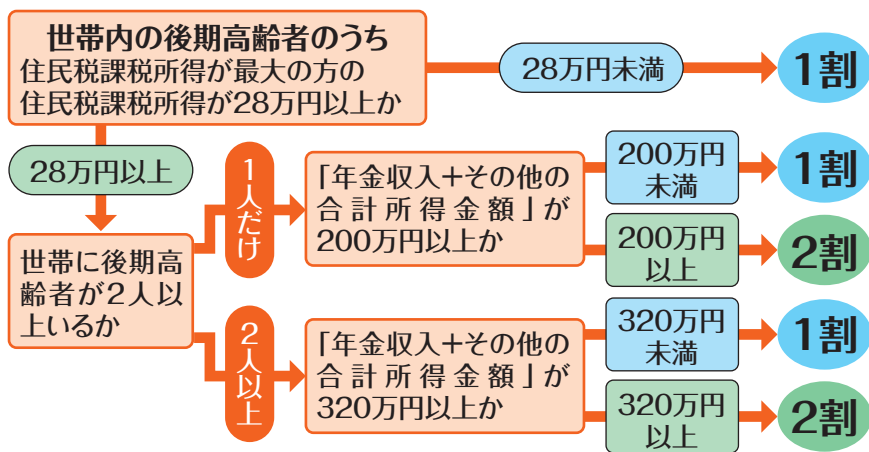 世帯内の後期高齢者のうち
住民税課税所得が最大の方の
住民税課税所得が28万円以上か
28万円未満
1割
28万円以上
世帯に後期高
齢者が2人以
上いるか
1人だけ
「年金収入+その他の
合計所得金額」が
200万円以上か
200万円
未満
1割
200万円
以上
2割
2人以上
「年金収入+その他の
合計所得金額」が
320万円以上か
320万円
未満
1割
320万円
以上
2割